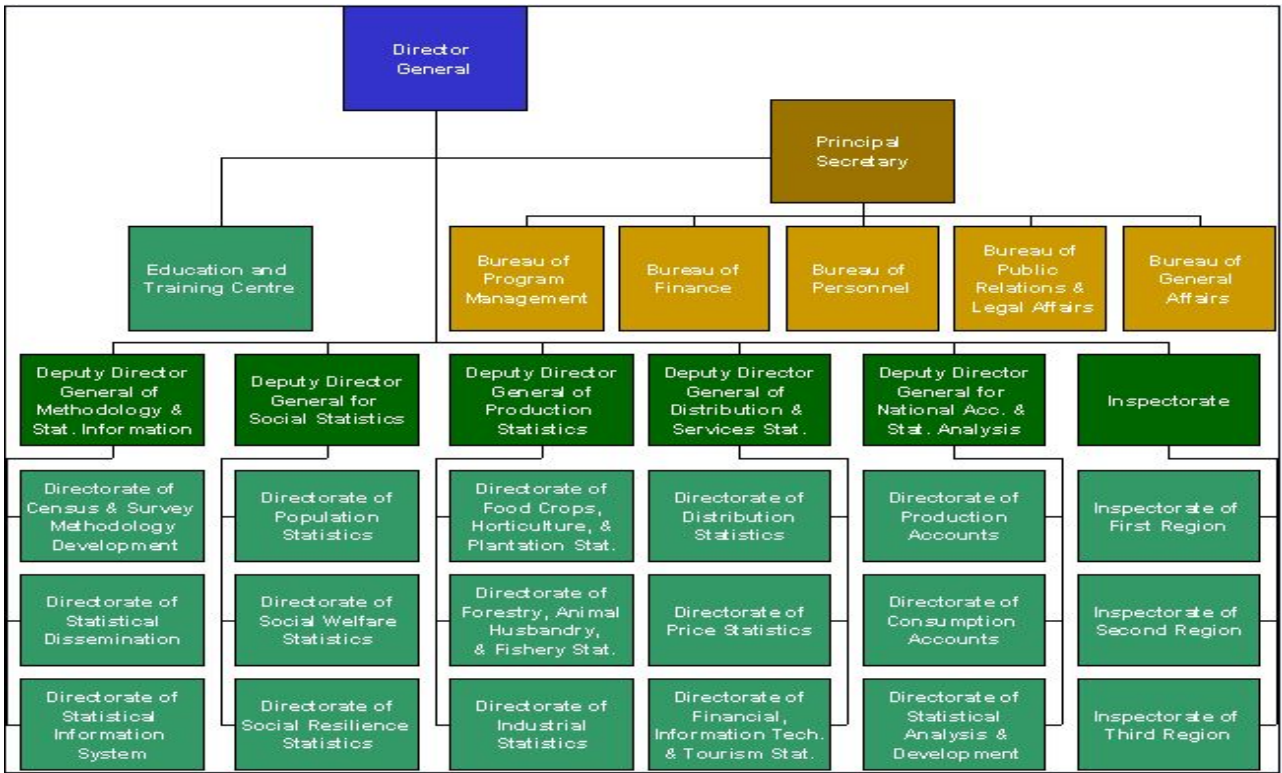 Director
General
Principal
Secretary
Education and
Training Centre
Bureau of
Program
Management
Bureau of
Finance
Bureau of
Personnel
Bureau of
Public
Relations &
Legal Affairs
Bureau of
General
Affairs
Deputy Director
General of
Methodology &
Stat. Information
Deputy Director
General for
Social Statistics
Deputy Director
General of
Production
Statistics
Deputy Director
General of
Distribution &
Services Stat.
Deputy Director
General for
National Acc. &
Stat. Analysis
Inspectorate
Directorate of
Census & Survey
Methodology
Development
Directorate of
Population
Statistics
Directorate of
Food Crops,
Horticulture, &
Plantation Stat.
Directorate of
Distribution
Statistics
Directorate of
Production
Accounts
Inspectorate of
First Region
Directorate of
Statistical
Dissemination
Directorate of
Social Welfare
Statistics
Directorate of
Forestry, Animal
Husbandry,
& Fishery Stat.
Directorate of
Price Statistics
Directorate of
Consumption
Accounts
Inspectorate of
Second Region
Directorate of
Statistical
Information
System
Directorate of
Social Resilience
Statistics
Directorate of
Industrial
Statistics
Directorate of
Financial,
Information Tech.
& Tourism Stat.
Directorate of
Statistical
Analysis &
Development
Inspectorate of
Third Region